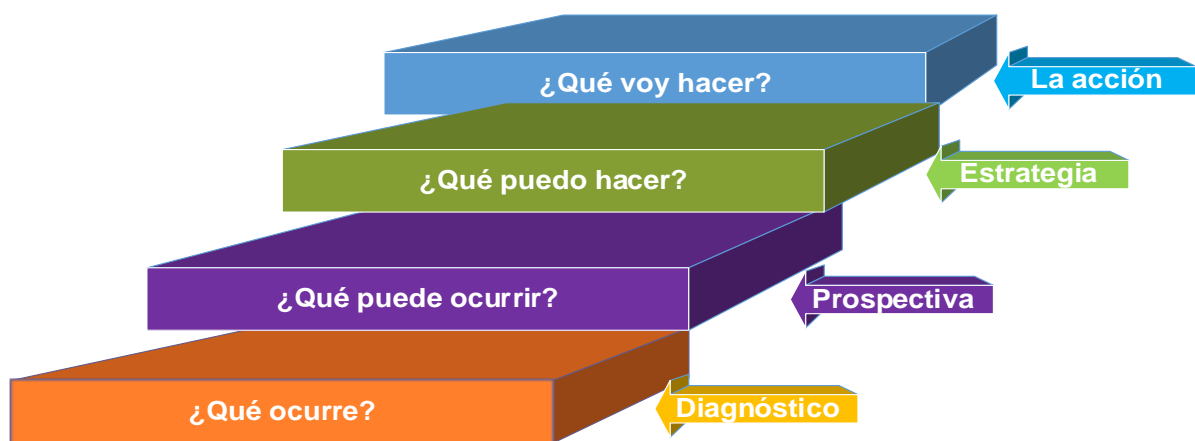 ¿Qué voy hacer?
La acción
¿Qué puedo hacer?
Estrategia
¿Qué puede ocurrir?
Prospectiva
¿Qué ocurre?
Diagnóstico